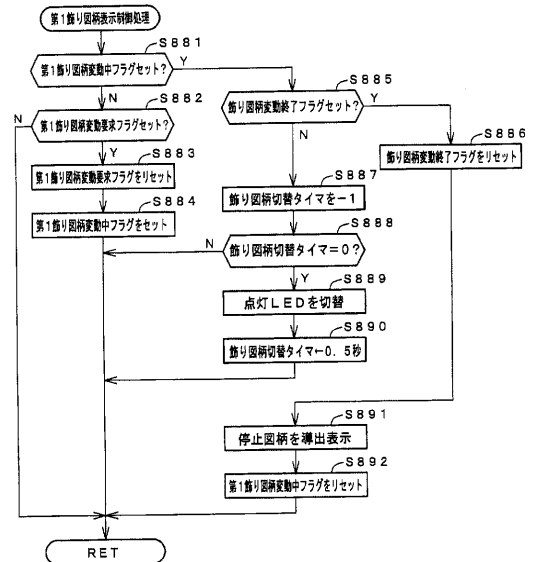 第1飾り図柄表示制御処理
S881
第1飾り図柄変動中フラグセット?
Y
N
S882
N
第1飾り図柄変動要求フラグセット?
Y
S883
第1飾り図柄変動要求フラグをリセット
S884
第1飾り図柄変動中フラグをセット
S885
飾り図柄変動終了フラグセット?
Y
N
S886
飾り図柄変動終了フラグをリセット
S887
飾り図柄切替タイマを-1
S888
N
飾り図柄切替タイマ=0?
Y
S889
点灯LEDを切替
S890
飾り図柄切替タイマ←0.5秒
S891
停止図柄を導出表示
S892
第1飾り図柄変動中フラグをリセット
RET